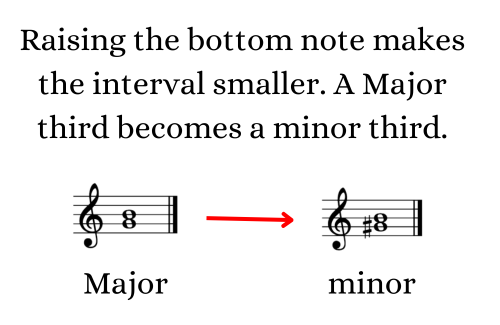 Raising the bottom note makes
the interval smaller. A Major
third becomes a minor third.
Major
minor